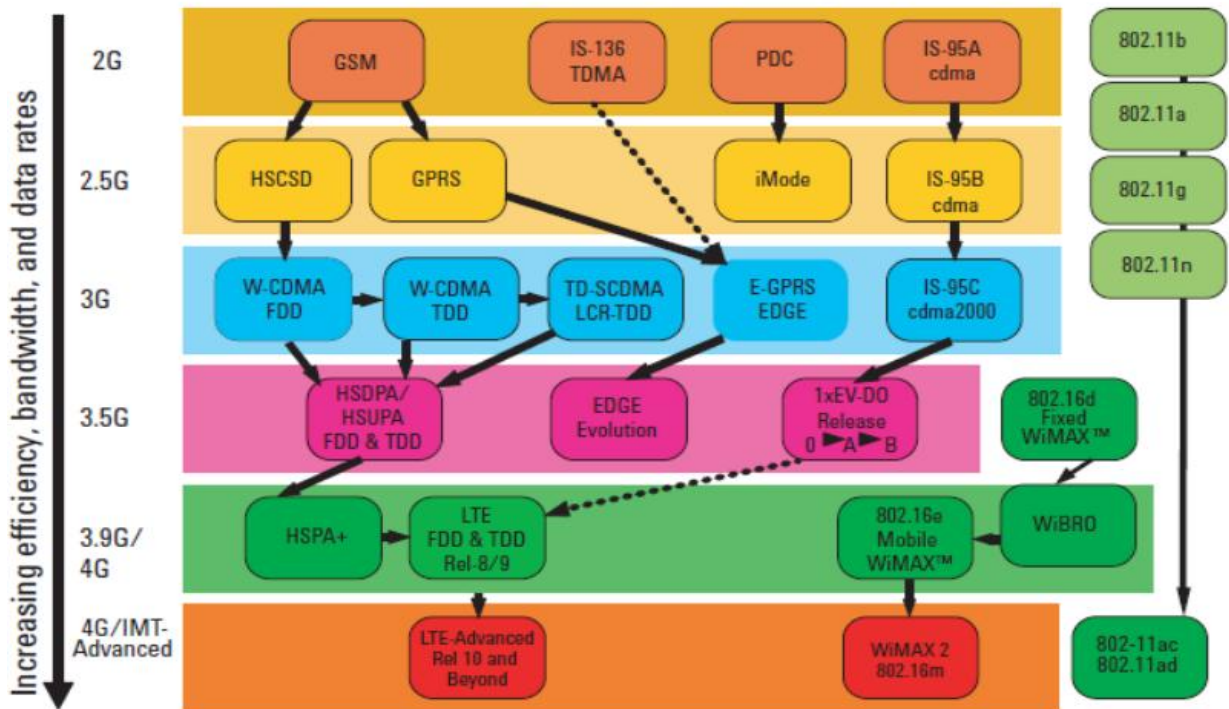 Increasing efficiency, bandwidth, and data rates
2G
GSM
IS-136
TDMA
PDC
IS-95A
cdma
802.11b
802.11a
2.5G
HSCSD
GPRS
iMode
IS-95B
cdma
802.11g
802.11n
3G
W-CDMA
FDD
W-CDMA
TDD
TD-SCDMA
LCR-TDD
E-GPRS
EDGE
IS-95C
cdma2000
3.5G
HSDPA/
HSUPA
FDD & TDD
EDGE
Evolution
1xEV-DO
Release
0 ► A ► B
802.16d
Fixed
WiMAX™
3.9G/
4G
HSPA+
LTE
FDD & TDD
Rel-8/9
802.16e
Mobile
WiMAX™
WiBRO
4G/IMT-
Advanced
LTE-Advanced
Rel 10 and
Beyond
WiMAX 2
802.16m
802-11ac
802.11ad